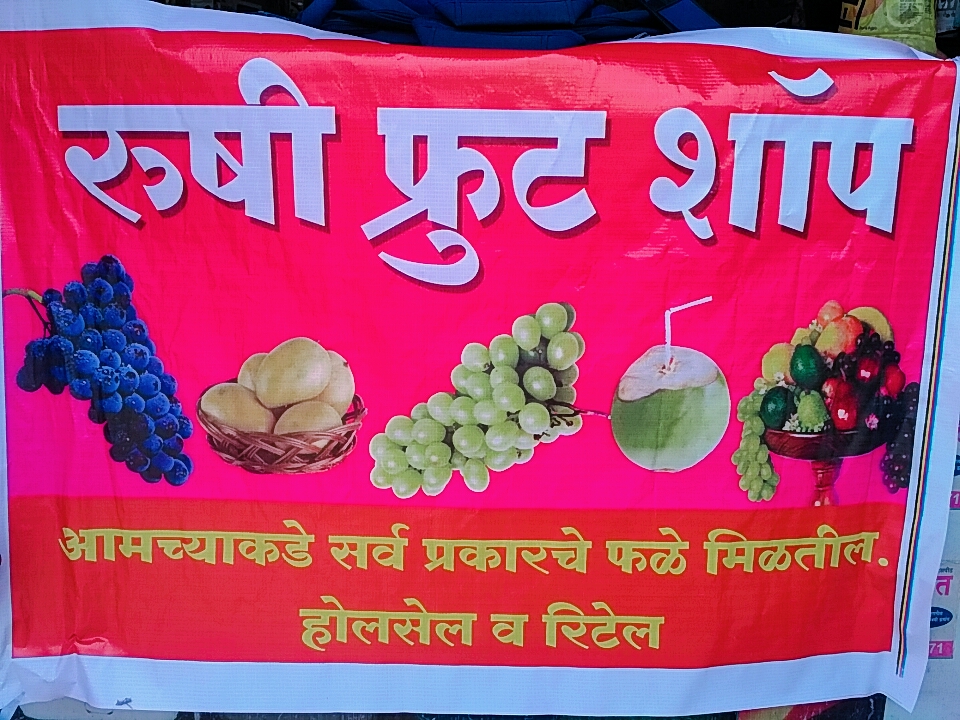 रुषी फ्रुट शॉप
आमच्याकडे सर्व प्रकारचे फळे मिळतील.
होलसेल व रिटेल